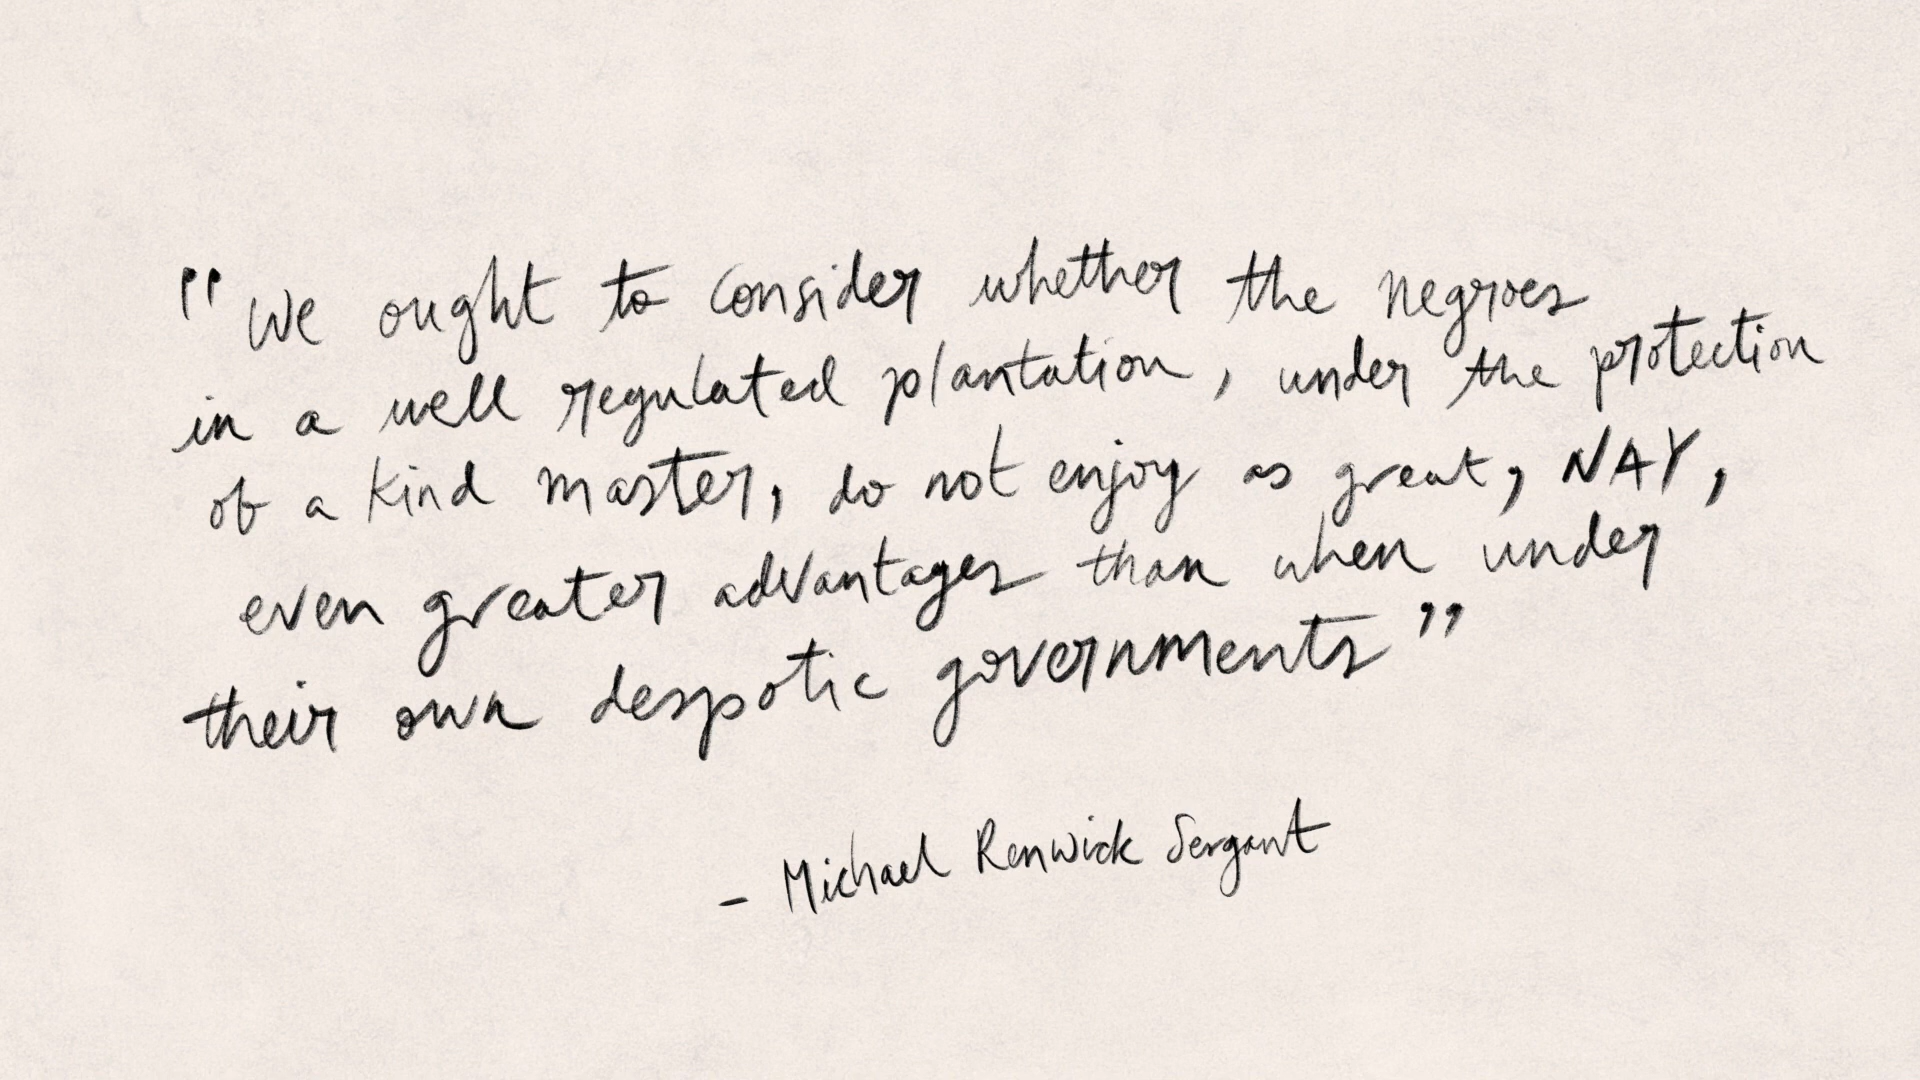 "We ought to consider whether the negroes
in a well regulated plantation, under the protection
of a kind master, do not enjoy as great, NAY,
even greater advantages than when under
their own despotic governments"
- Michael Renwick Sergant